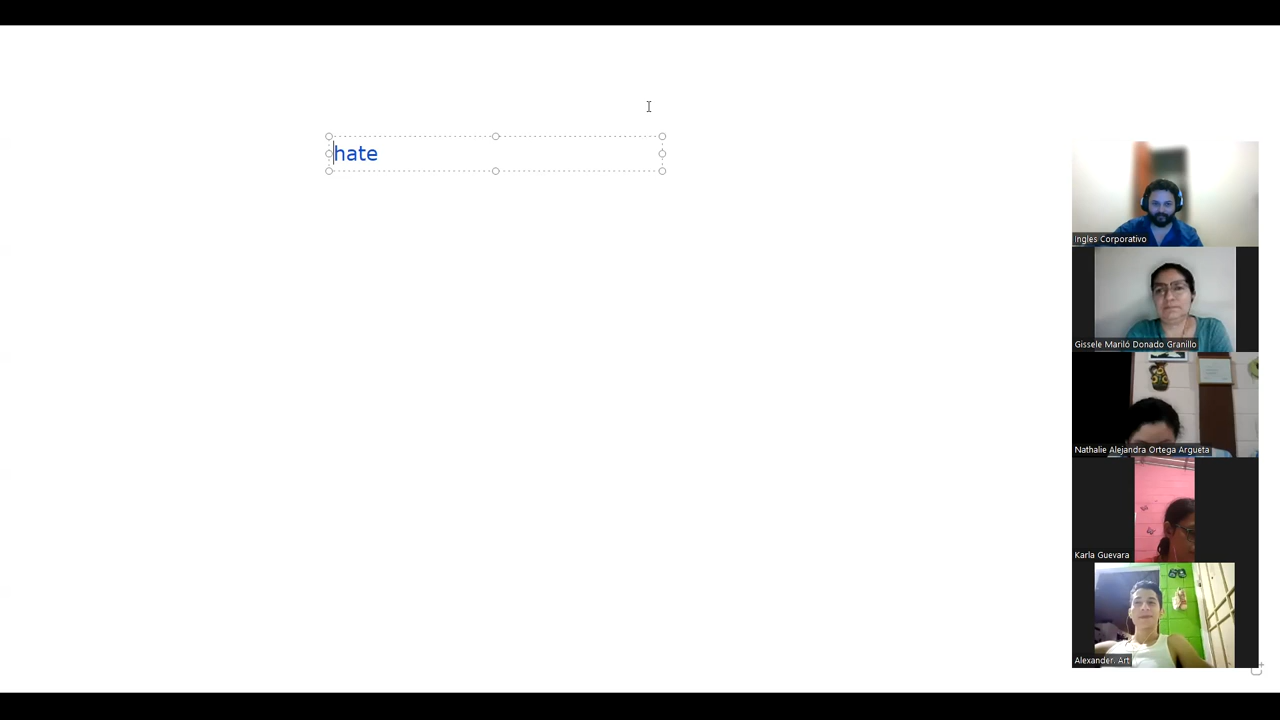 hate
Ingles Corporativo
Gissele Mariló Donado Granillo
Nathalie Alejandra Ortega Argueta
Karla Guevara
Alexander. Art